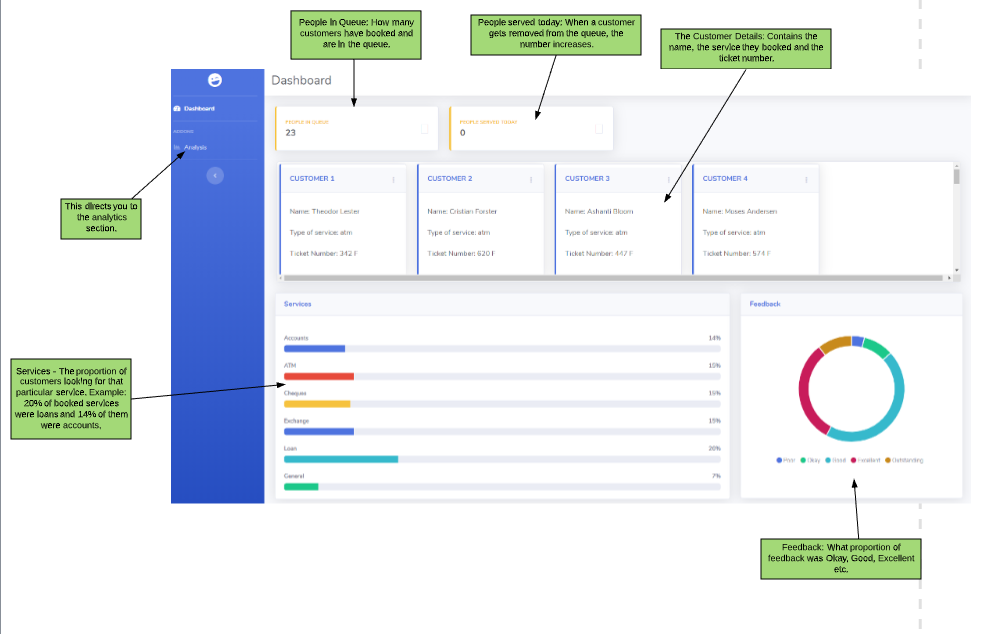 People In Queue: How many
customers have booked and
are in the queue.
People served today: When a customer
gets removed from the queue, the
number increases.
The Customer Details: Contains the
name, the service they booked and the
ticket number.
Dashboard
Dashboard
Analysis
PEOPLE IN QUEUE
23
PEOPLE SERVED TODAY
0
CUSTOMER 1
Name: Theodor Lester
Type of service: atm
Ticket Number: 342 F
CUSTOMER 2
Name: Cristian Forster
Type of service: atm
Ticket Number: 620 F
CUSTOMER 3
Name: Ashanti Bloom
Type of service: atm
Ticket Number: 447 F
CUSTOMER 4
Name: Moses Andersen
Type of service: atm
Ticket Number: 574 F
This directs you to
the analytics
section.
Services
Accounts 14%
ATM 15%
Cheques 15%
Exchange 15%
Loan 20%
General 7%
Services - The proportion of
customers looking for that
particular service. Example:
20% of booked services
were loans and 14% of them
were accounts,
Feedback
Poor Okay Good Excellent Outstanding
Feedback: What proportion of
feedback was Okay, Good, Excellent
etc.